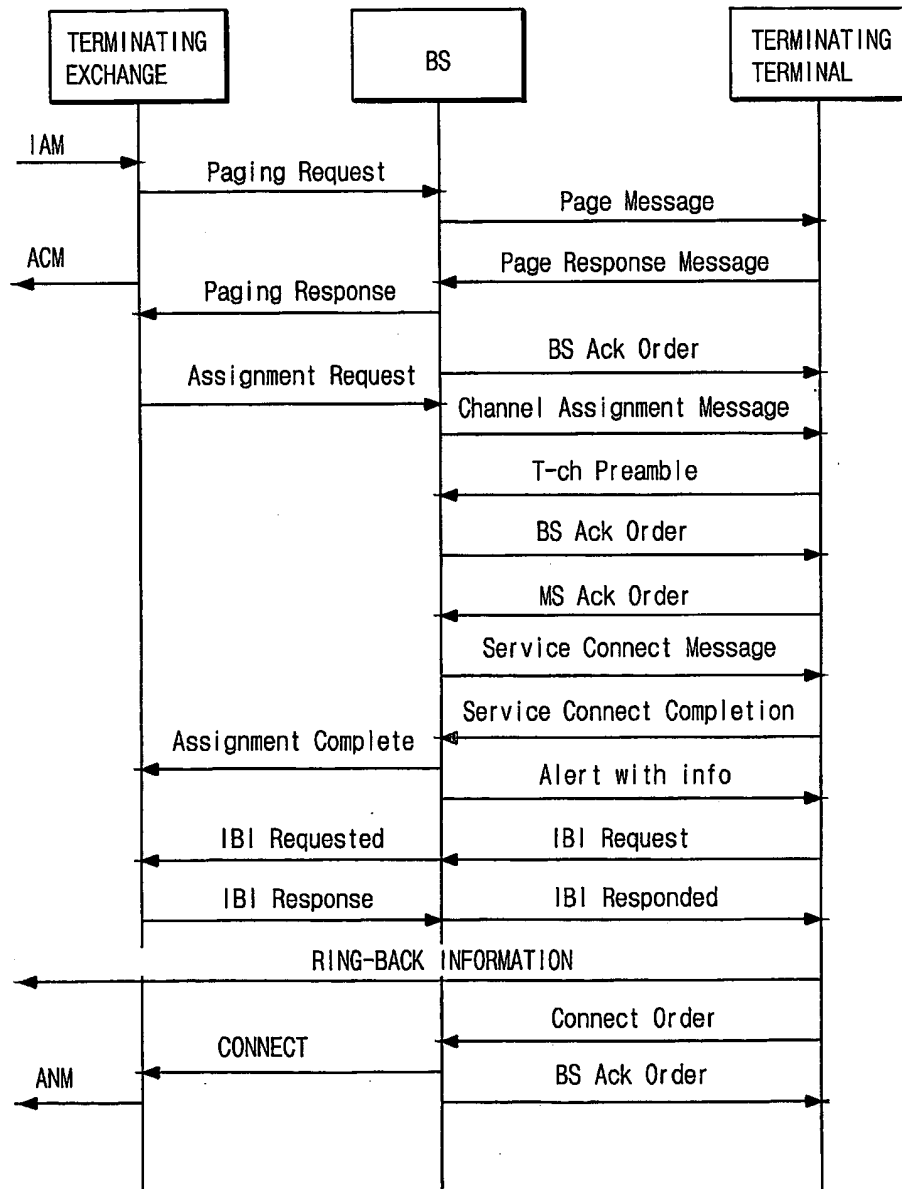 TERMINATING
EXCHANGE
BS
TERMINATING
TERMINAL
IAM
Paging Request
Page Message
ACM
Page Response Message
Paging Response
BS Ack Order
Assignment Request
Channel Assignment Message
T-ch Preamble
BS Ack Order
MS Ack Order
Service Connect Message
Service Connect Completion
Assignment Complete
Alert with info
IBI Requested
IBI Request
IBI Response
IBI Responded
RING-BACK INFORMATION
Connect Order
CONNECT
ANM
BS Ack Order